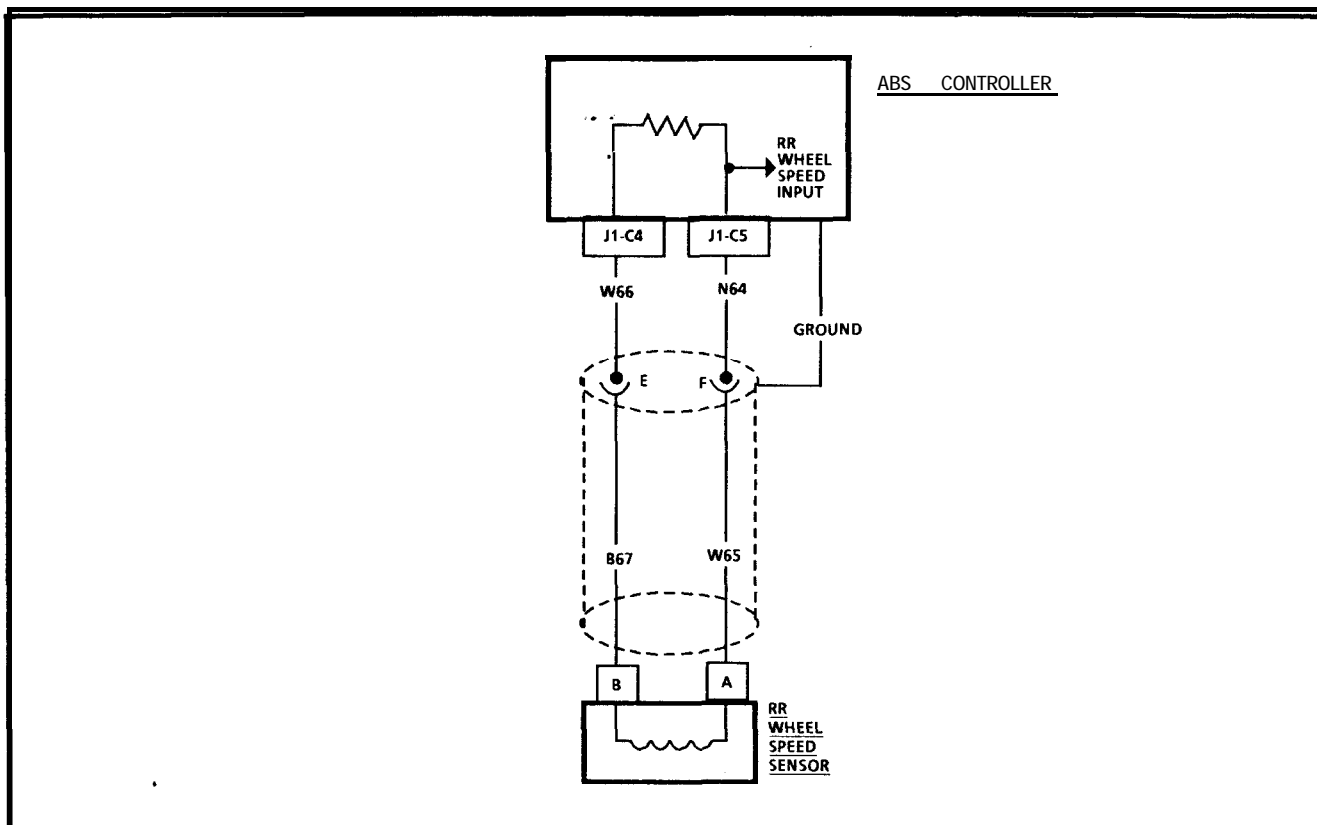 ABS CONTROLLER
RR
WHEEL
SPEED
INPUT
J1-C4
J1-C5
W66
N64
GROUND
E
F
B67
W65
B
A
RR
WHEEL
SPEED
SENSOR